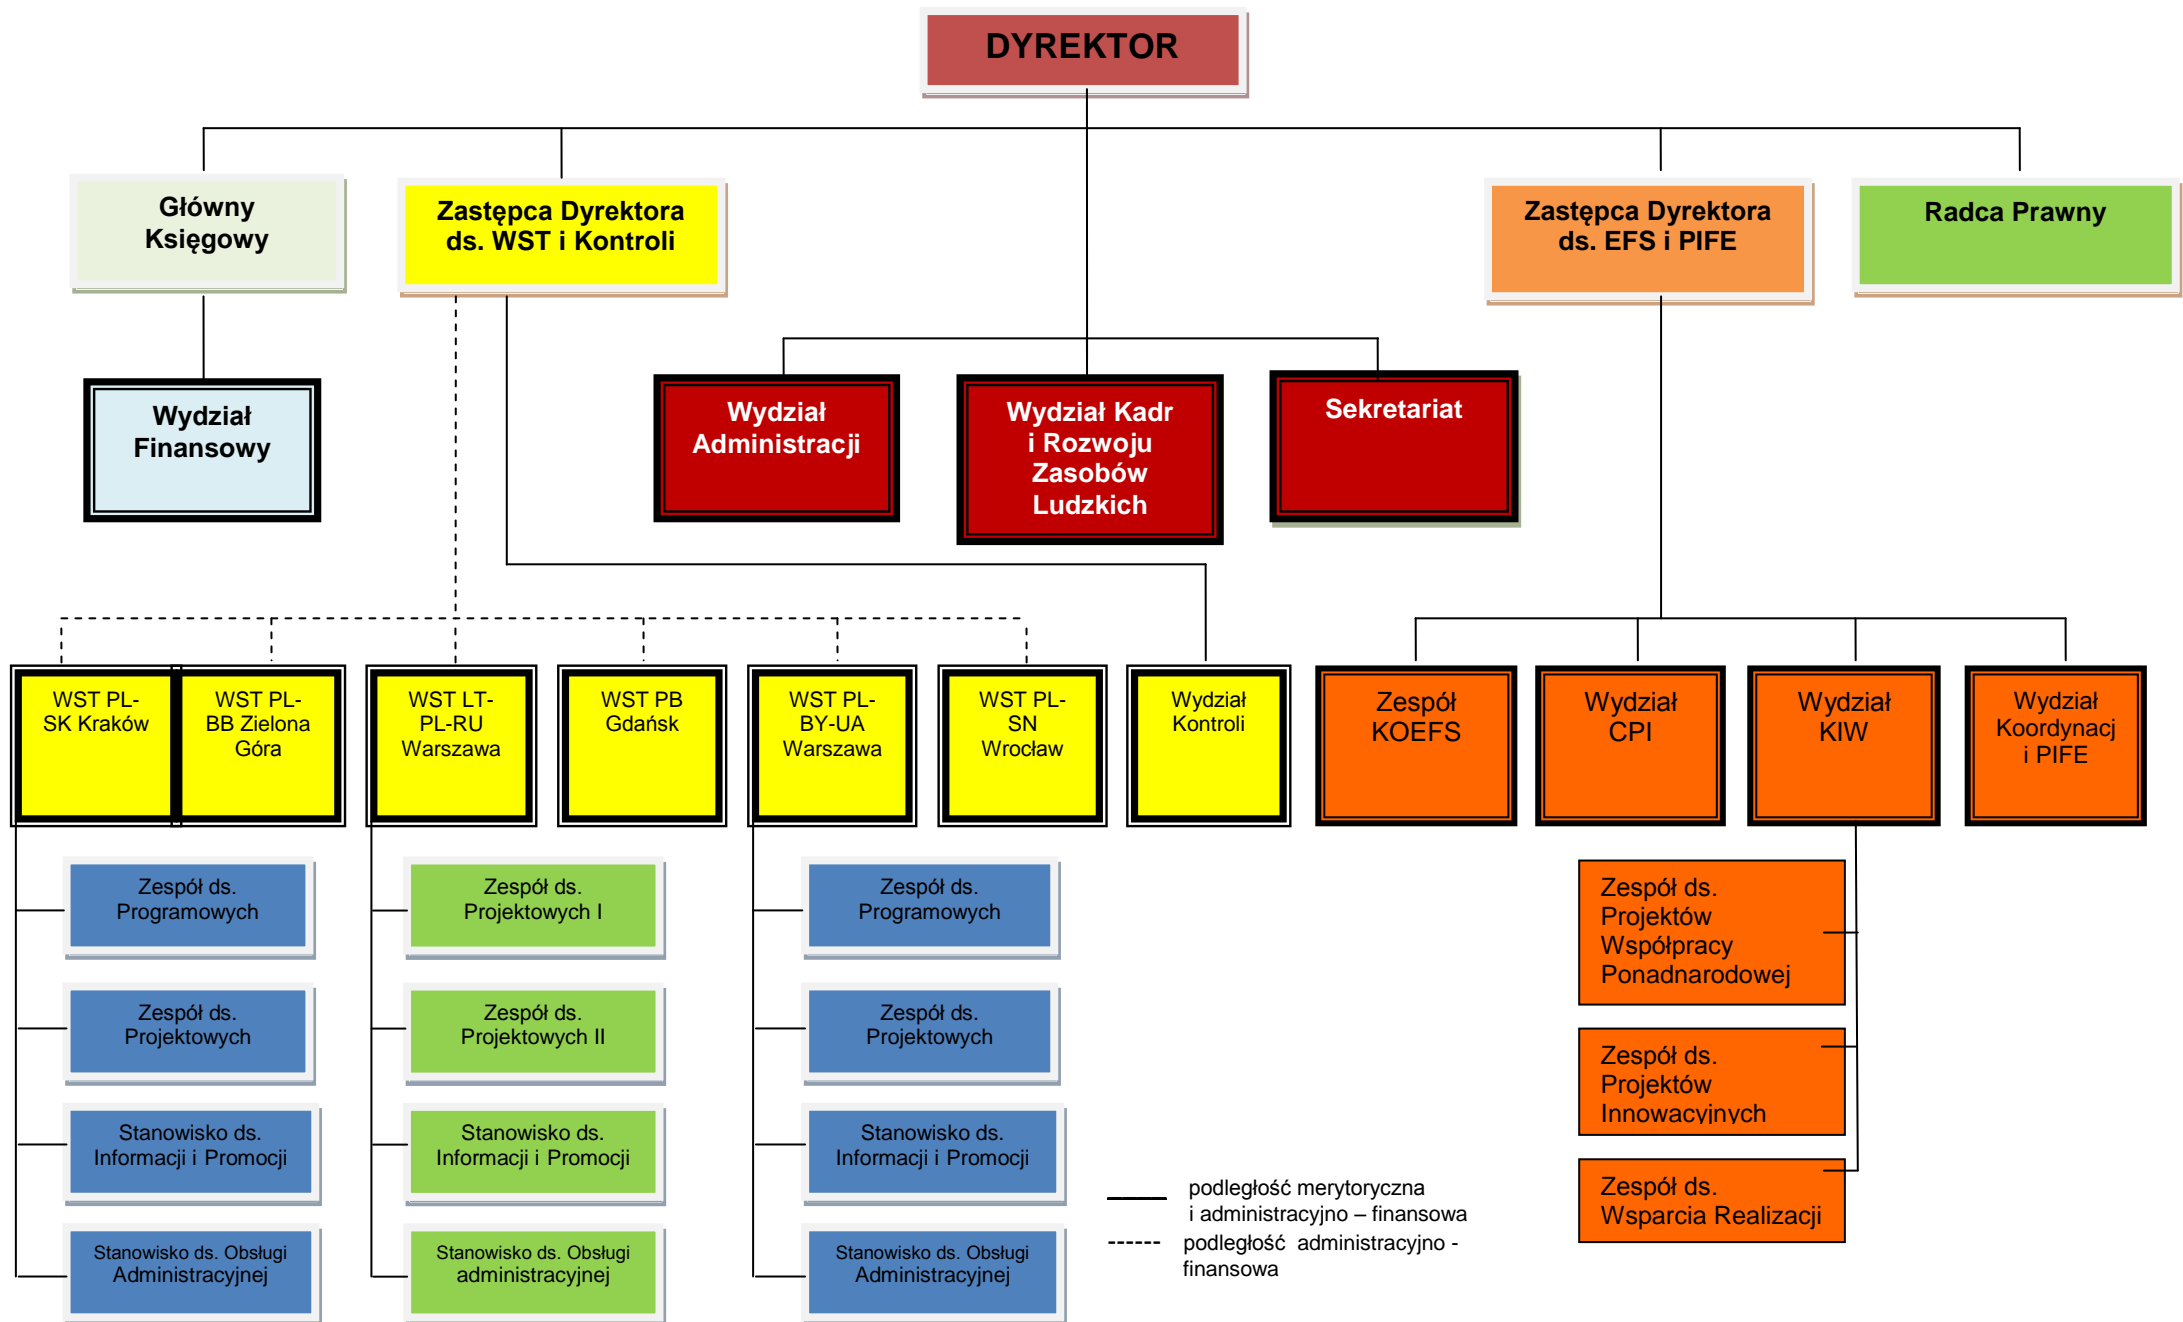 DYREKTOR
Główny
Księgowy
Zastępca Dyrektora
ds. WST i Kontroli
Zastępca Dyrektora
ds. EFS i PIFE
Radca Prawny
Wydział
Finansowy
Wydział
Administracji
Wydział Kadr
i Rozwoju
Zasobów
Ludzkich
Sekretariat
WST PL-
SK Kraków
WST PL-
BB Zielona
Góra
WST LT-
PL-RU
Warszawa
WST PB
Gdańsk
WST PL-
BY-UA
Warszawa
WST PL-
SN
Wrocław
Wydział
Kontroli
Zespół
KOEFS
Wydział
CPI
Wydział
KIW
Wydział
Koordynacj
i PIFE
Zespół ds.
Programowych
Zespół ds.
Projektowych
Stanowisko ds.
Informacji i Promocji
Stanowisko ds. Obsługi
Administracyjnej
Zespół ds.
Projektowych I
Zespół ds.
Projektowych II
Stanowisko ds.
Informacji i Promocji
Stanowisko ds. Obsługi
administracyjnej
Zespół ds.
Programowych
Zespół ds.
Projektowych
Stanowisko ds.
Informacji i Promocji
Stanowisko ds. Obsługi
Administracyjnej
Zespół ds.
Projektów
Współpracy
Ponadnarodowej
Zespół ds.
Projektów
Innowacyjnych
Zespół ds.
Wsparcia Realizacji
podległość merytoryczna
i administracyjno – finansowa
podległość administracyjno -
finansowa